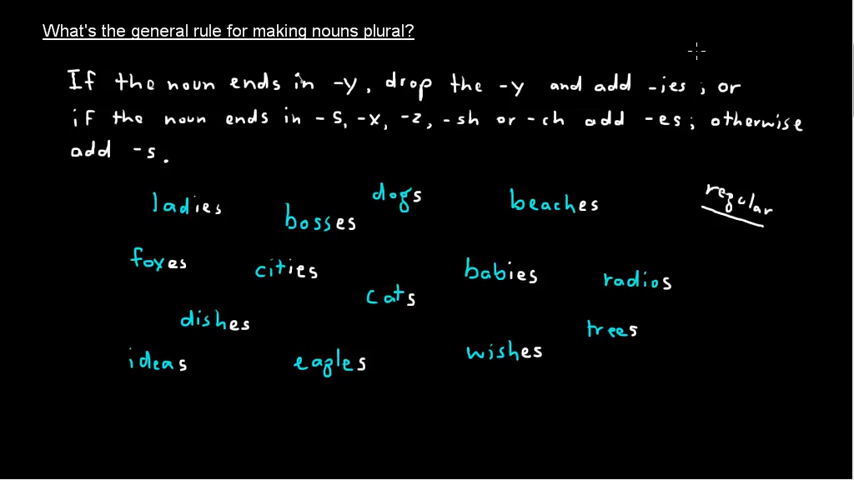 What's the general rule for making nouns plural?
If the noun ends in -y, drop the -y and add -ies; or
if the noun ends in -s, -x, -z, -sh or -ch add -es; otherwise
add -s.
ladies bosses dogs beaches regular
foxes cities cats babies radios
dishes trees
ideas eagles wishes